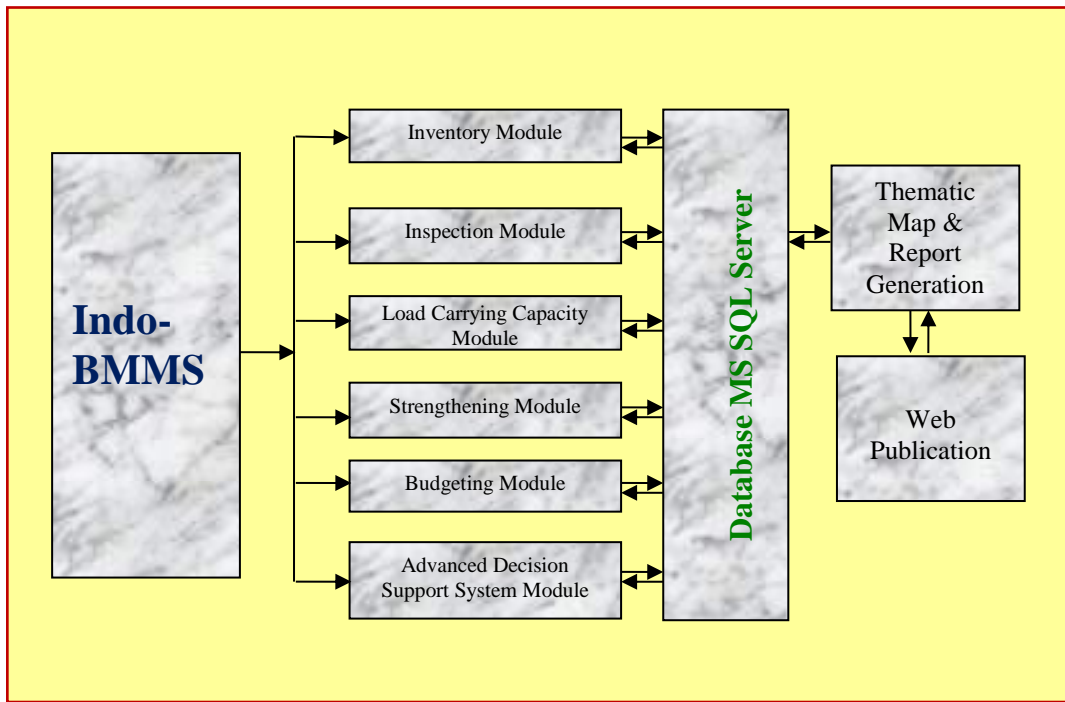 Indo-
BMMS
Inventory Module
Inspection Module
Load Carrying Capacity
Module
Strengthening Module
Budgeting Module
Advanced Decision
Support System Module
Database MS SQL Server
Thematic
Map &
Report
Generation
Web
Publication